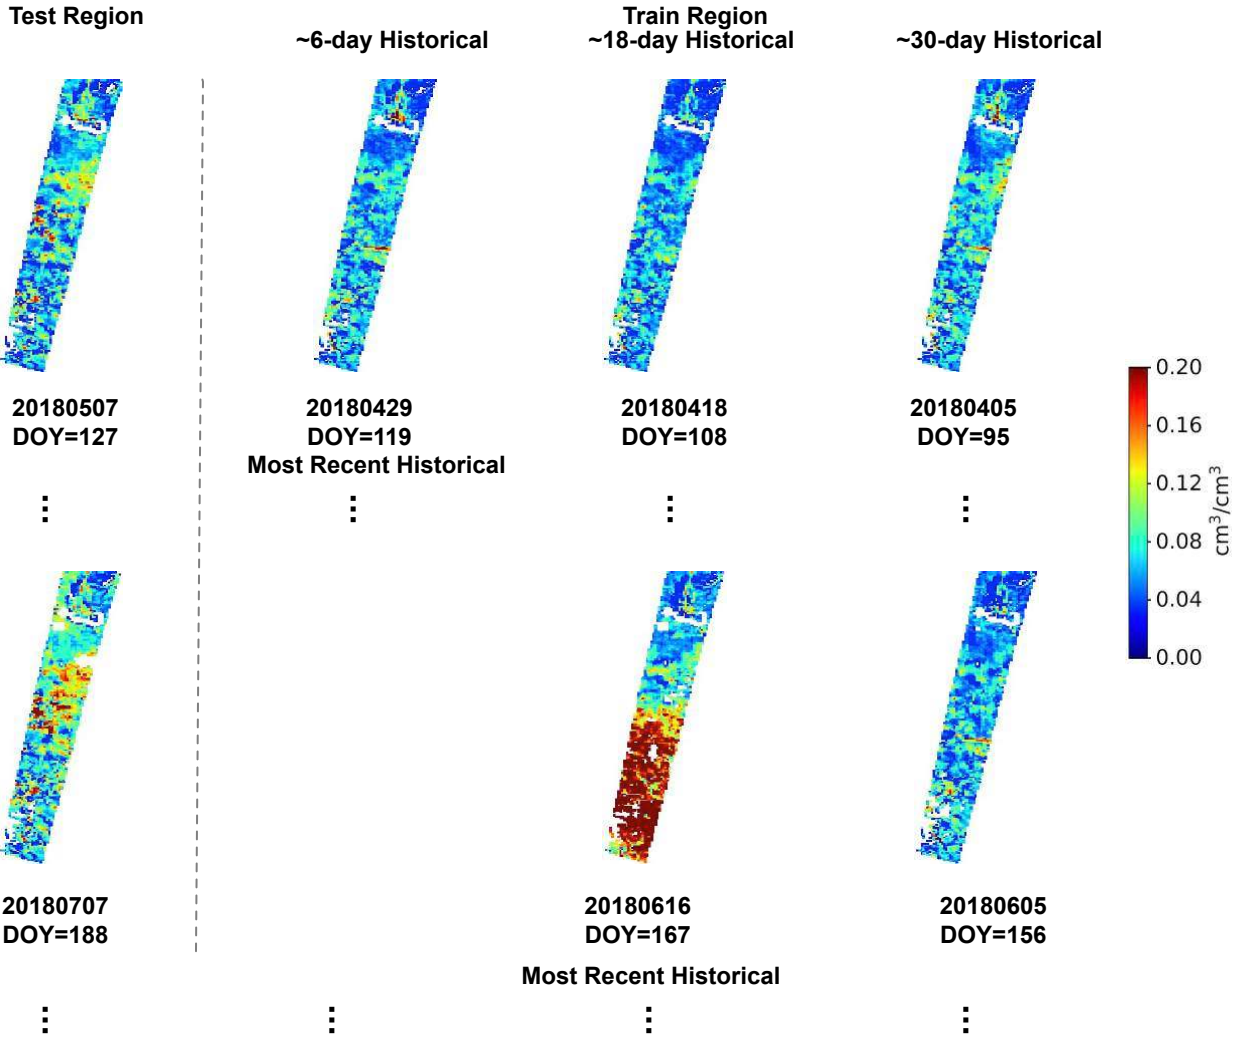 Test Region
Train Region
~6-day Historical
~18-day Historical
~30-day Historical
20180507
DOY=127
20180429
DOY=119
Most Recent Historical
20180418
DOY=108
20180405
DOY=95
0.20
0.16
0.12
0.08
0.04
0.00
cm³/cm³
20180707
DOY=188
20180616
DOY=167
Most Recent Historical
20180605
DOY=156